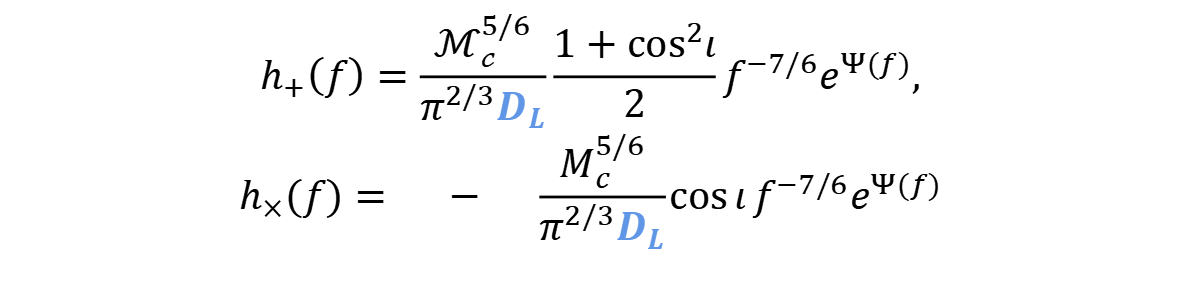 h₊(f) = ℳ_c^{5/6} / (π^{2/3} D_L) (1 + cos²ι) / 2 f^{−7/6} e^{Ψ(f)},
h_×(f) = − M_c^{5/6} / (π^{2/3} D_L) cos ι f^{−7/6} e^{Ψ(f)}